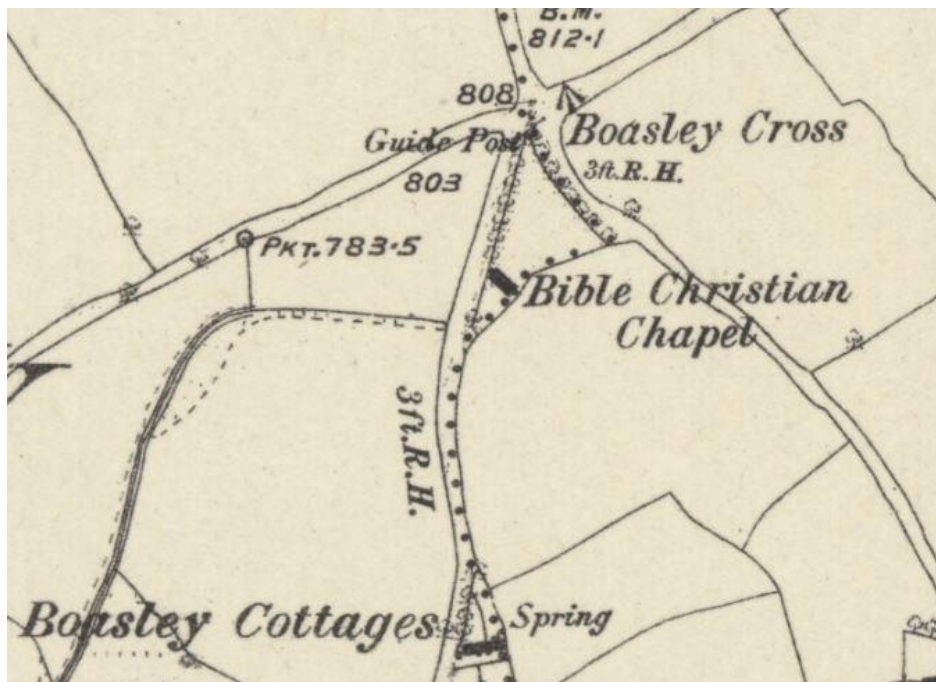 B.M.
812·1
808
Guide Post
Boasley Cross
803
3ft.R.H.
PKT.783·5
Bible Christian
Chapel
3ft.R.H.
Boasley Cottages
Spring